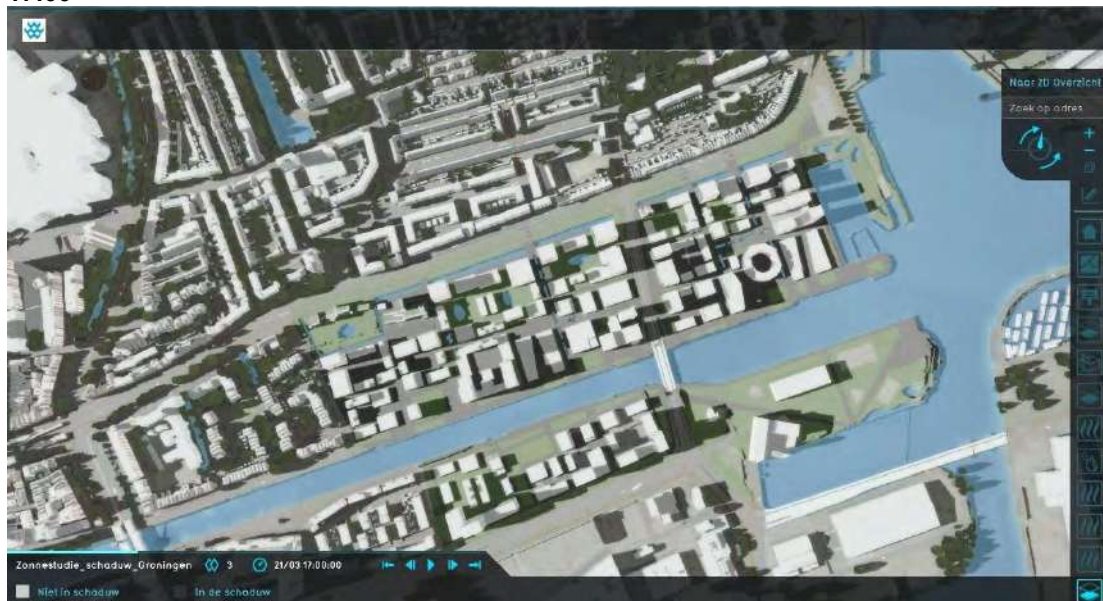 Naar 2D Overzicht
Zoek op adres
Zonnestudie_schaduw_Groningen 3 21/03 17:00:00
Niet in schaduw In de schaduw